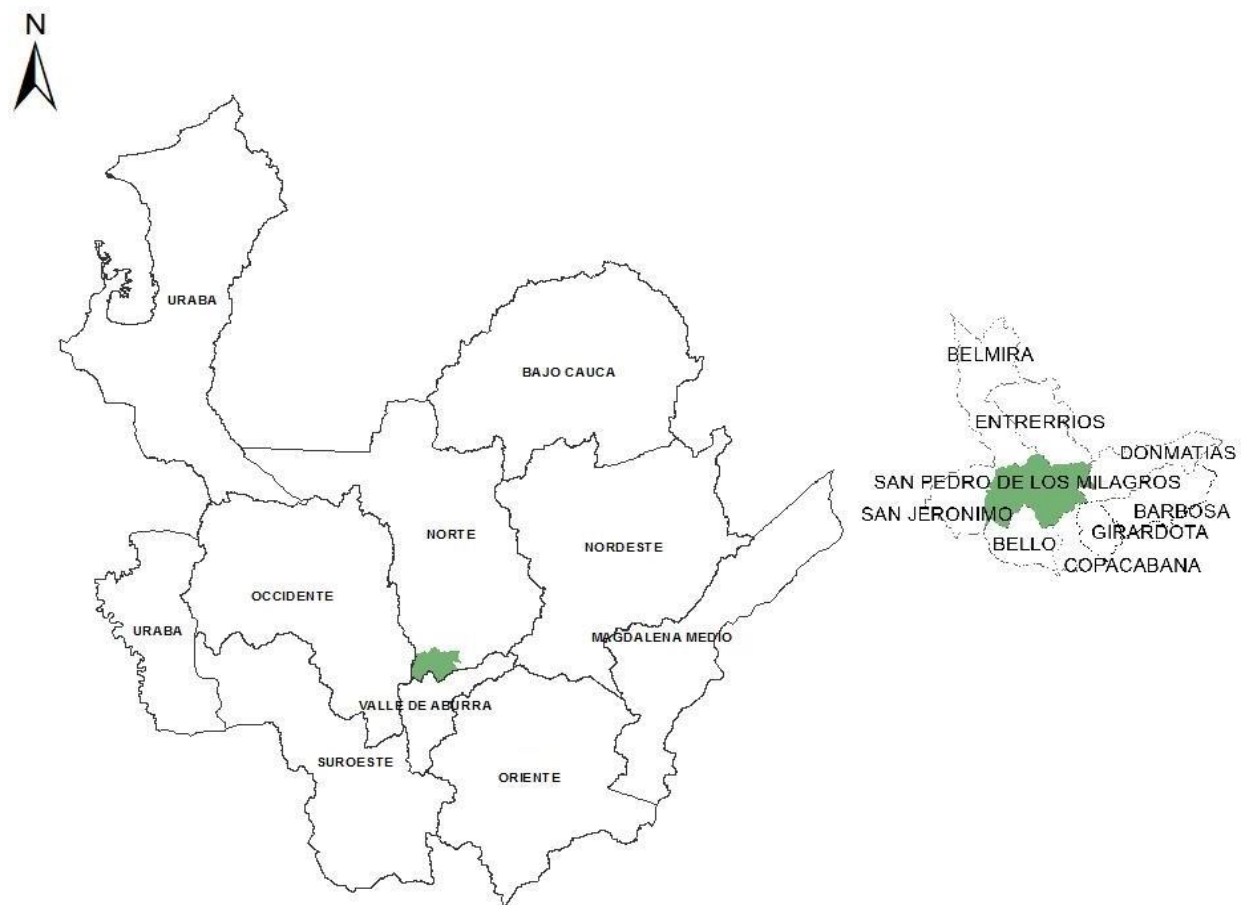 N
URABA
BAJO CAUCA
NORTE
NORDESTE
OCCIDENTE
URABA
MAGDALENA MEDIO
VALLE DE ABURRA
SUROESTE
ORIENTE
BELMIRA
ENTRERRIOS
DONMATIAS
SAN PEDRO DE LOS MILAGROS
SAN JERONIMO
BARBOSA
GIRARDOTA
BELLO
COPACABANA